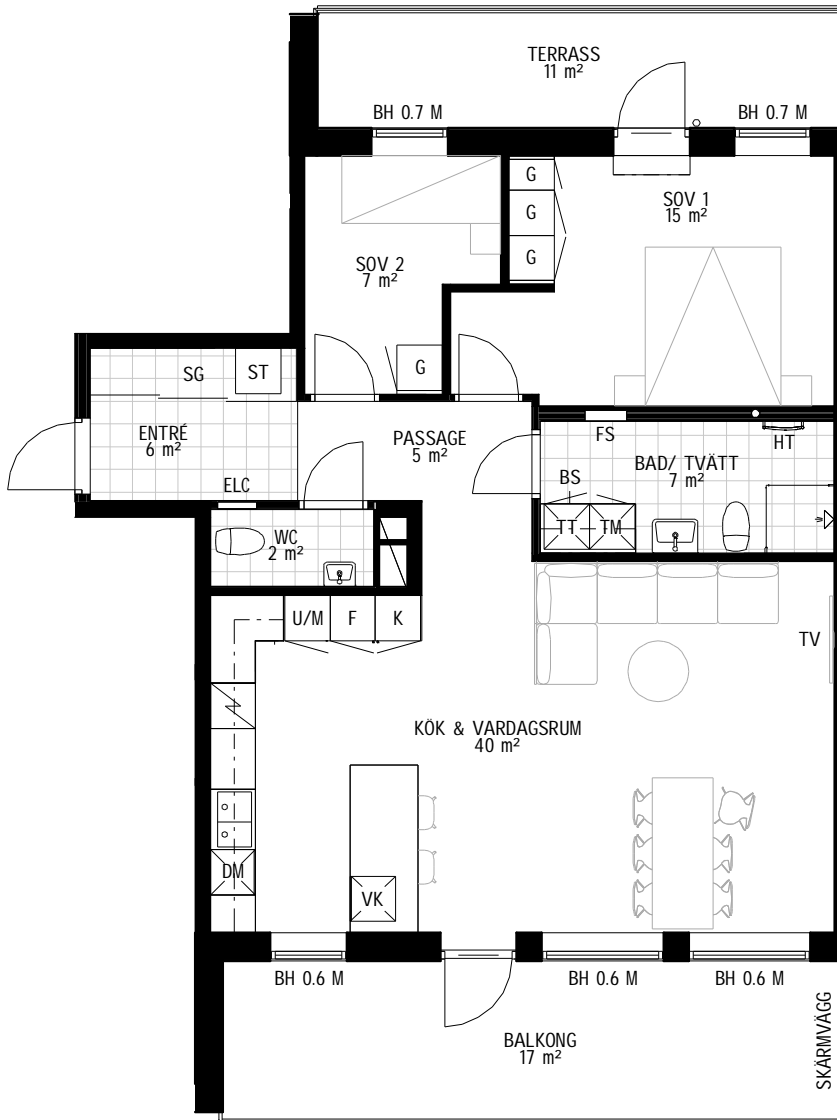 TERRASS
11 m²
BH 0.7 M
BH 0.7 M
G
G
G
SOV 1
15 m²
SOV 2
7 m²
G
SG
ST
ENTRÉ
6 m²
PASSAGE
5 m²
FS
HT
BAD/ TVÄTT
7 m²
BS
TT
TM
ELC
WC
2 m²
U/M
F
K
TV
KÖK & VARDAGSRUM
40 m²
DM
VK
BH 0.6 M
BH 0.6 M
BH 0.6 M
BALKONG
17 m²
SKÄRMVÄGG